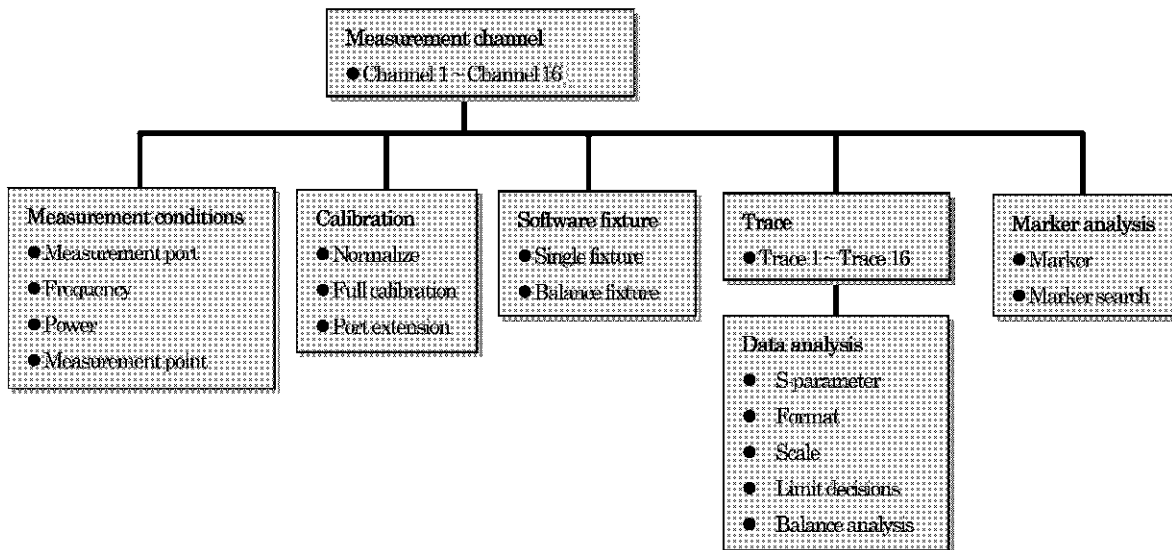 Measurement channel
● Channel 1 ~ Channel 16
Measurement conditions
● Measurement port
● Frequency
● Power
● Measurement point
Calibration
● Normalize
● Full calibration
● Port extension
Software fixture
● Single fixture
● Balance fixture
Trace
● Trace 1 ~ Trace 16
Data analysis
● S-parameter
● Format
● Scale
● Limit decisions
● Balance analysis
Marker analysis
● Marker
● Marker search